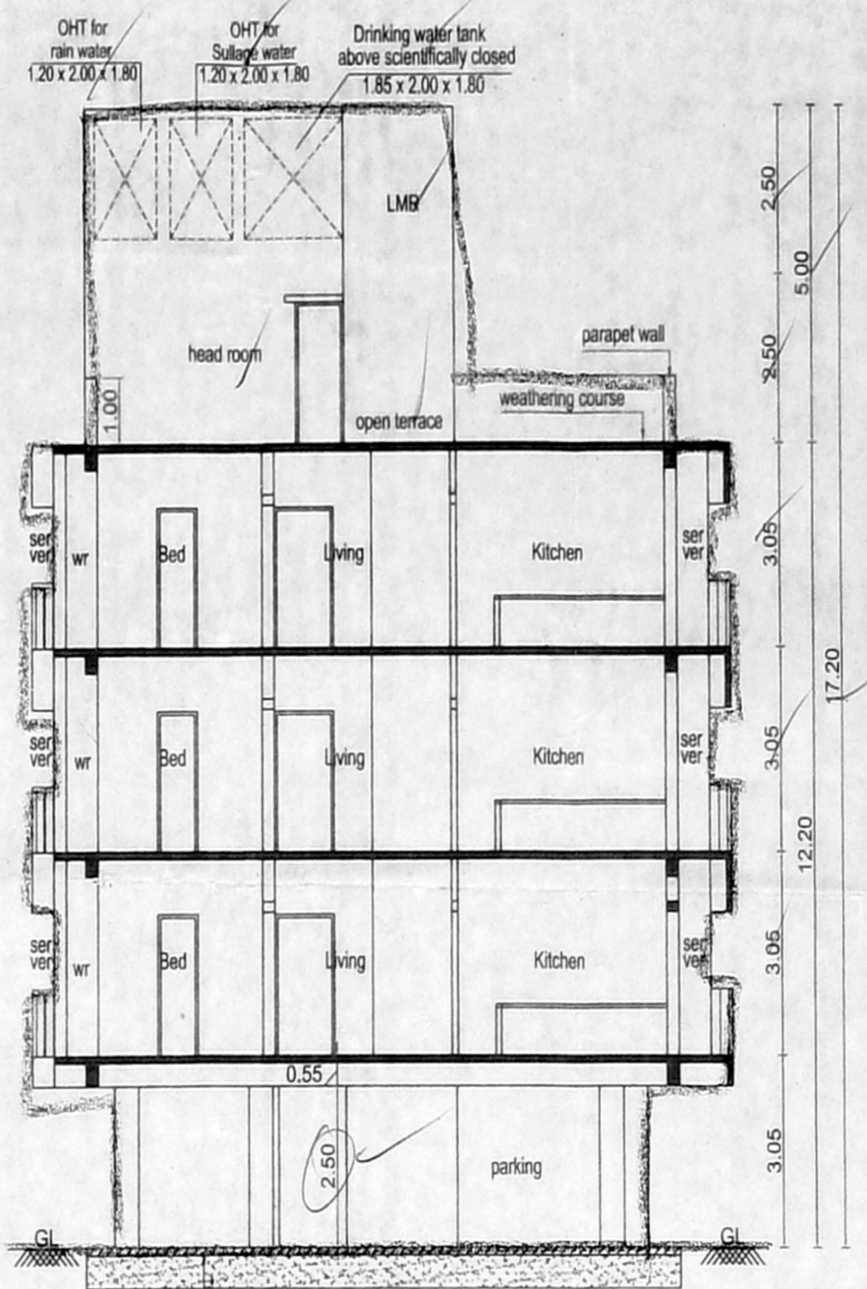 OHT for
rain water
1.20 x 2.00 x 1.80
OHT for
Sullage water
1.20 x 2.00 x 1.80
Drinking water tank
above scientifically closed
1.85 x 2.00 x 1.80
LMR
2.50
5.00
2.50
head room
parapet wall
1.00
open terrace
weathering course
ser
ver
wr
Bed
Living
Kitchen
ser
ver
3.05
17.20
ser
ver
wr
Bed
Living
Kitchen
ser
ver
3.05
12.20
ser
ver
wr
Bed
Living
Kitchen
ser
ver
3.05
0.55
2.50
parking
3.05
GL
GL